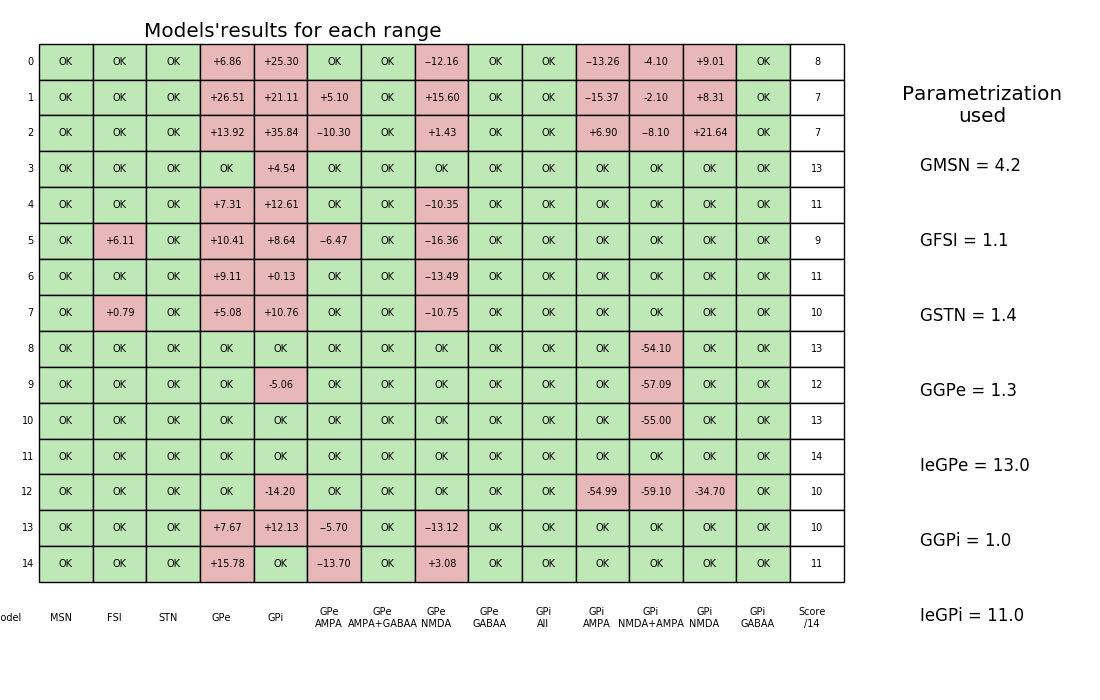 Models'results for each range
0 OK OK OK +6.86 +25.30 OK OK −12.16 OK OK −13.26 -4.10 +9.01 OK 8
1 OK OK OK +26.51 +21.11 +5.10 OK +15.60 OK OK −15.37 -2.10 +8.31 OK 7
2 OK OK OK +13.92 +35.84 −10.30 OK +1.43 OK OK +6.90 −8.10 +21.64 OK 7
3 OK OK OK OK +4.54 OK OK OK OK OK OK OK OK OK 13
4 OK OK OK +7.31 +12.61 OK OK −10.35 OK OK OK OK OK OK 11
5 OK +6.11 OK +10.41 +8.64 −6.47 OK −16.36 OK OK OK OK OK OK 9
6 OK OK OK +9.11 +0.13 OK OK −13.49 OK OK OK OK OK OK 11
7 OK +0.79 OK +5.08 +10.76 OK OK −10.75 OK OK OK OK OK OK 10
8 OK OK OK OK OK OK OK OK OK OK OK -54.10 OK OK 13
9 OK OK OK OK -5.06 OK OK OK OK OK OK -57.09 OK OK 12
10 OK OK OK OK OK OK OK OK OK OK OK -55.00 OK OK 13
11 OK OK OK OK OK OK OK OK OK OK OK OK OK OK 14
12 OK OK OK OK -14.20 OK OK OK OK OK -54.99 -59.10 -34.70 OK 10
13 OK OK OK +7.67 +12.13 −5.70 OK −13.12 OK OK OK OK OK OK 10
14 OK OK OK +15.78 OK −13.70 OK +3.08 OK OK OK OK OK OK 11
odel MSN FSI STN GPe GPi GPe AMPA GPe AMPA+GABAA GPe NMDA GPe GABAA GPi All GPi AMPA GPi NMDA+AMPA GPi NMDA GPi GABAA Score /14
Parametrization
used
GMSN = 4.2
GFSI = 1.1
GSTN = 1.4
GGPe = 1.3
IeGPe = 13.0
GGPi = 1.0
IeGPi = 11.0